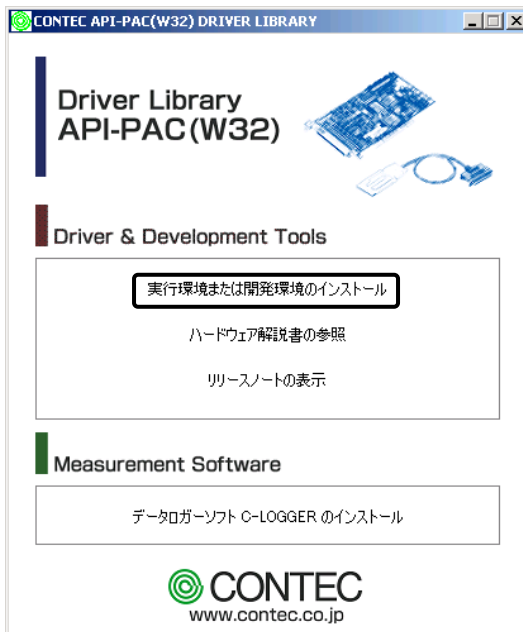 CONTEC API-PAC(W32) DRIVER LIBRARY
Driver Library
API-PAC(W32)
Driver & Development Tools
実行環境または開発環境のインストール
ハードウェア解説書の参照
リリースノートの表示
Measurement Software
データロガーソフト C-LOGGER のインストール
CONTEC
www.contec.co.jp